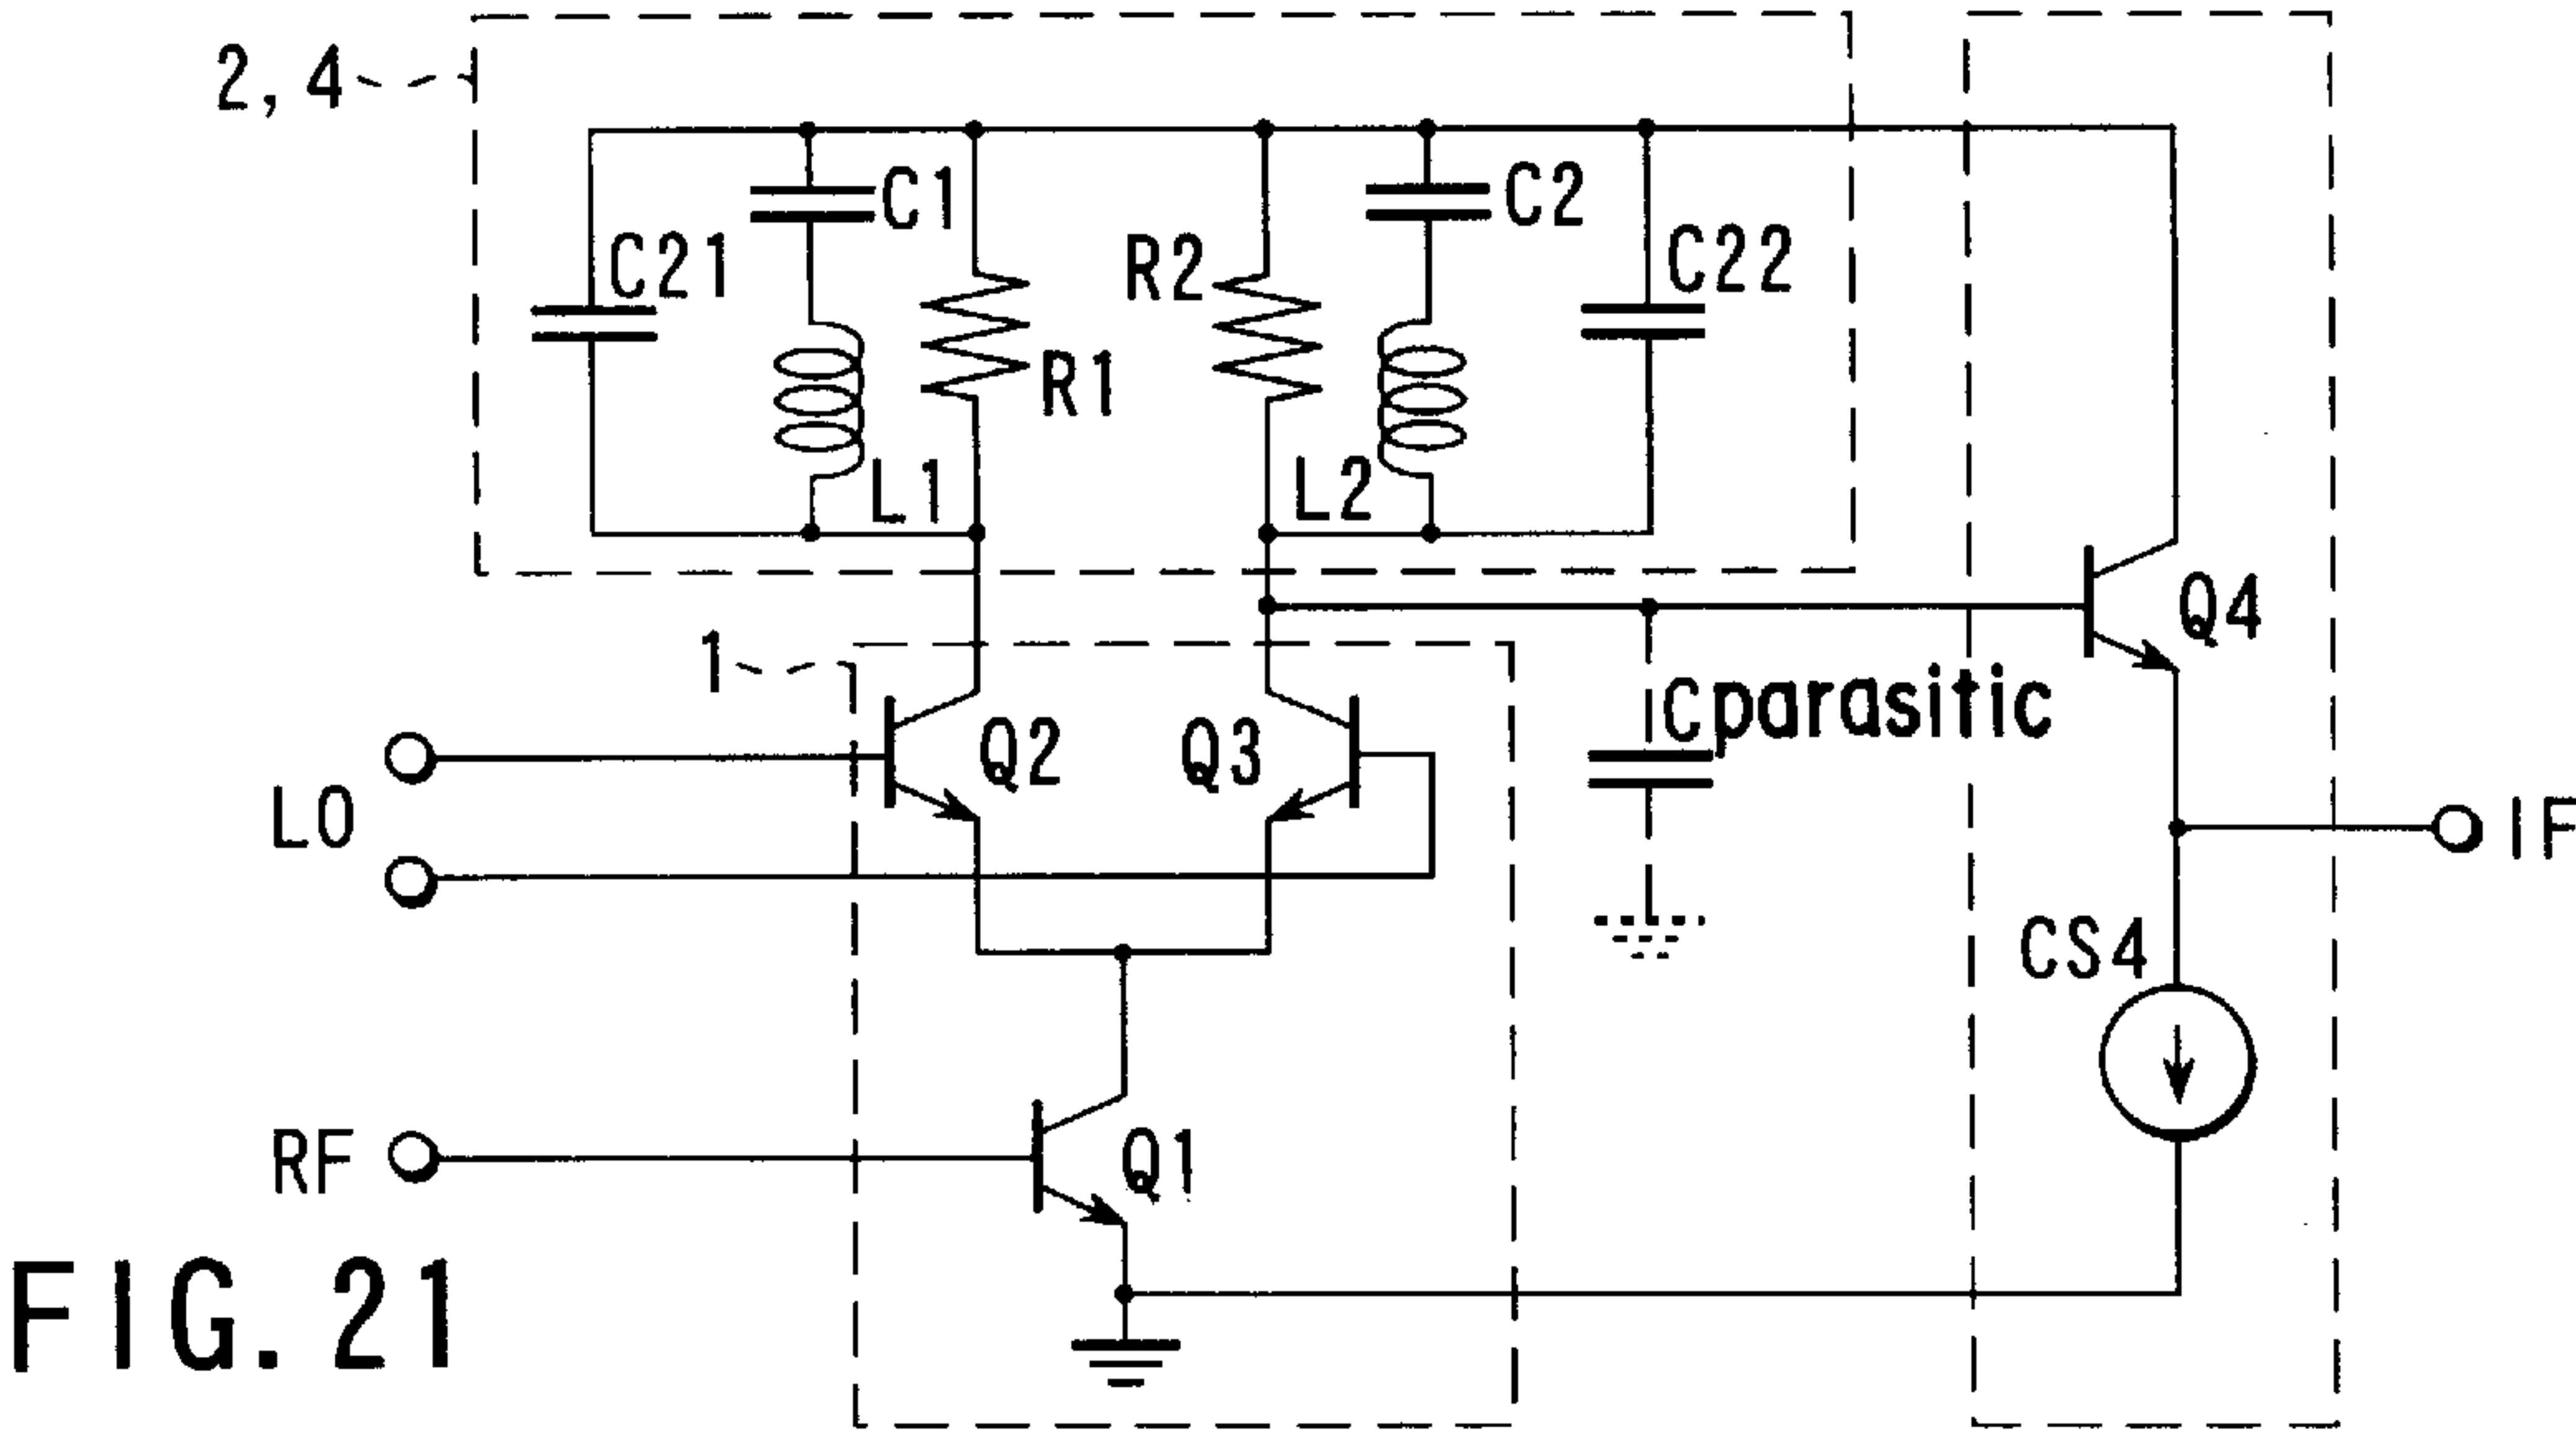 2, 4
C1
C2
C21
R2
C22
R1
L1
L2
Q4
1
Cparasitic
Q2
Q3
LO
IF
CS4
RF
Q1
FIG. 21